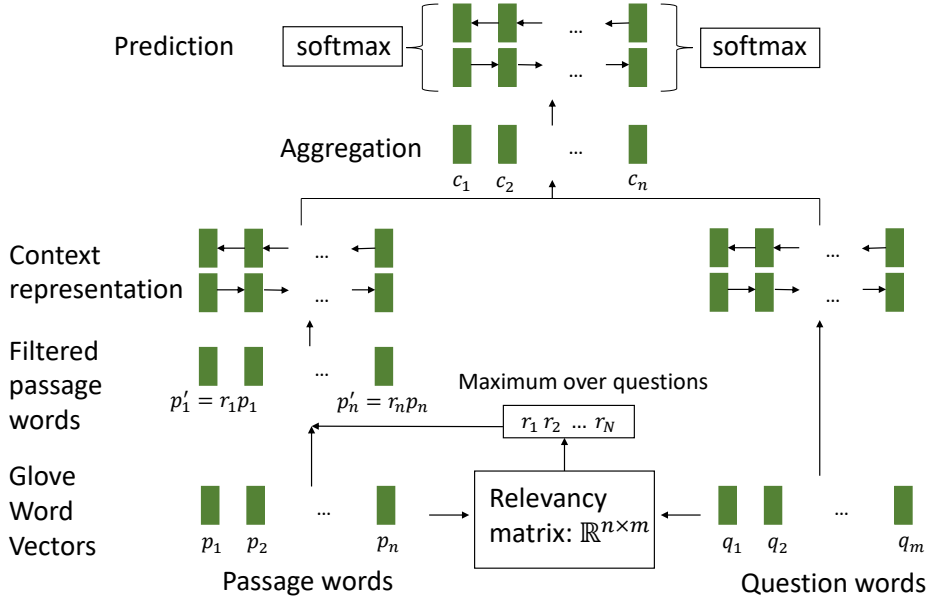 Prediction
softmax
...
softmax
...
Aggregation
...
c₁ c₂ cₙ
Context
representation
...
...
...
...
Filtered
passage
words
...
p′₁ = r₁p₁ p′ₙ = rₙpₙ
Maximum over questions
r₁ r₂ ... r_N
Glove
Word
Vectors
...
p₁ p₂ pₙ
Relevancy
matrix: ℝⁿˣᵐ
...
q₁ q₂ qₘ
Passage words
Question words